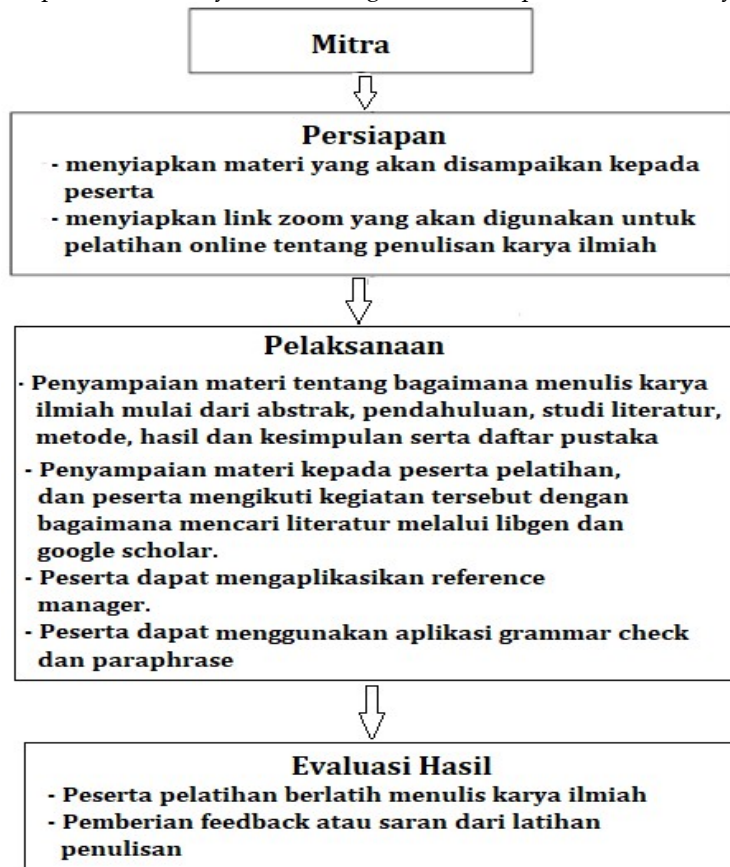 Mitra
Persiapan
- menyiapkan materi yang akan disampaikan kepada
peserta
- menyiapkan link zoom yang akan digunakan untuk
pelatihan online tentang penulisan karya ilmiah
Pelaksanaan
- Penyampaian materi tentang bagaimana menulis karya
ilmiah mulai dari abstrak, pendahuluan, studi literatur,
metode, hasil dan kesimpulan serta daftar pustaka
- Penyampaian materi kepada peserta pelatihan,
dan peserta mengikuti kegiatan tersebut dengan
bagaimana mencari literatur melalui libgen dan
google scholar.
- Peserta dapat mengaplikasikan reference
manager.
- Peserta dapat menggunakan aplikasi grammar check
dan paraphrase
Evaluasi Hasil
- Peserta pelatihan berlatih menulis karya ilmiah
- Pemberian feedback atau saran dari latihan
penulisan